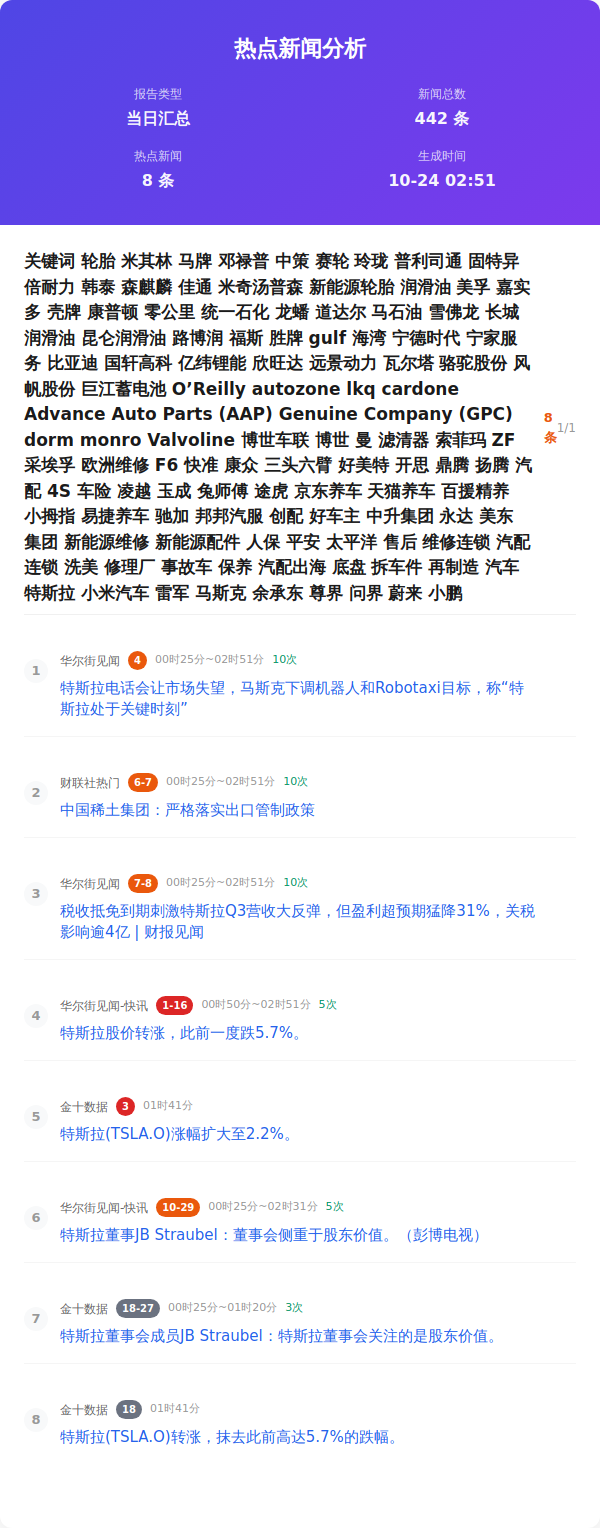 热点新闻分析
报告类型
新闻总数
当日汇总
442 条
热点新闻
生成时间
8 条
10-24 02:51
关键词 轮胎 米其林 马牌 邓禄普 中策 赛轮 玲珑 普利司通 固特异
倍耐力 韩泰 森麒麟 佳通 米奇汤普森 新能源轮胎 润滑油 美孚 嘉实
多 壳牌 康普顿 零公里 统一石化 龙蟠 道达尔 马石油 雪佛龙 长城
润滑油 昆仑润滑油 路博润 福斯 胜牌 gulf 海湾 宁德时代 宁家服
务 比亚迪 国轩高科 亿纬锂能 欣旺达 远景动力 瓦尔塔 骆驼股份 风
帆股份 巨江蓄电池 O’Reilly autozone lkq cardone
Advance Auto Parts (AAP) Genuine Company (GPC)
dorm monro Valvoline 博世车联 博世 曼 滤清器 索菲玛 ZF
采埃孚 欧洲维修 F6 快准 康众 三头六臂 好美特 开思 鼎腾 扬腾 汽
配 4S 车险 凌越 玉成 兔师傅 途虎 京东养车 天猫养车 百援精养
小拇指 易捷养车 驰加 邦邦汽服 创配 好车主 中升集团 永达 美东
集团 新能源维修 新能源配件 人保 平安 太平洋 售后 维修连锁 汽配
连锁 洗美 修理厂 事故车 保养 汽配出海 底盘 拆车件 再制造 汽车
特斯拉 小米汽车 雷军 马斯克 余承东 尊界 问界 蔚来 小鹏
8
条
1/1
1
华尔街见闻 4 00时25分~02时51分 10次
特斯拉电话会让市场失望，马斯克下调机器人和Robotaxi目标，称“特
斯拉处于关键时刻”
2
财联社热门 6-7 00时25分~02时51分 10次
中国稀土集团：严格落实出口管制政策
3
华尔街见闻 7-8 00时25分~02时51分 10次
税收抵免到期刺激特斯拉Q3营收大反弹，但盈利超预期猛降31%，关税
影响逾4亿 | 财报见闻
4
华尔街见闻-快讯 1-16 00时50分~02时51分 5次
特斯拉股价转涨，此前一度跌5.7%。
5
金十数据 3 01时41分
特斯拉(TSLA.O)涨幅扩大至2.2%。
6
华尔街见闻-快讯 10-29 00时25分~02时31分 5次
特斯拉董事JB Straubel：董事会侧重于股东价值。（彭博电视）
7
金十数据 18-27 00时25分~01时20分 3次
特斯拉董事会成员JB Straubel：特斯拉董事会关注的是股东价值。
8
金十数据 18 01时41分
特斯拉(TSLA.O)转涨，抹去此前高达5.7%的跌幅。